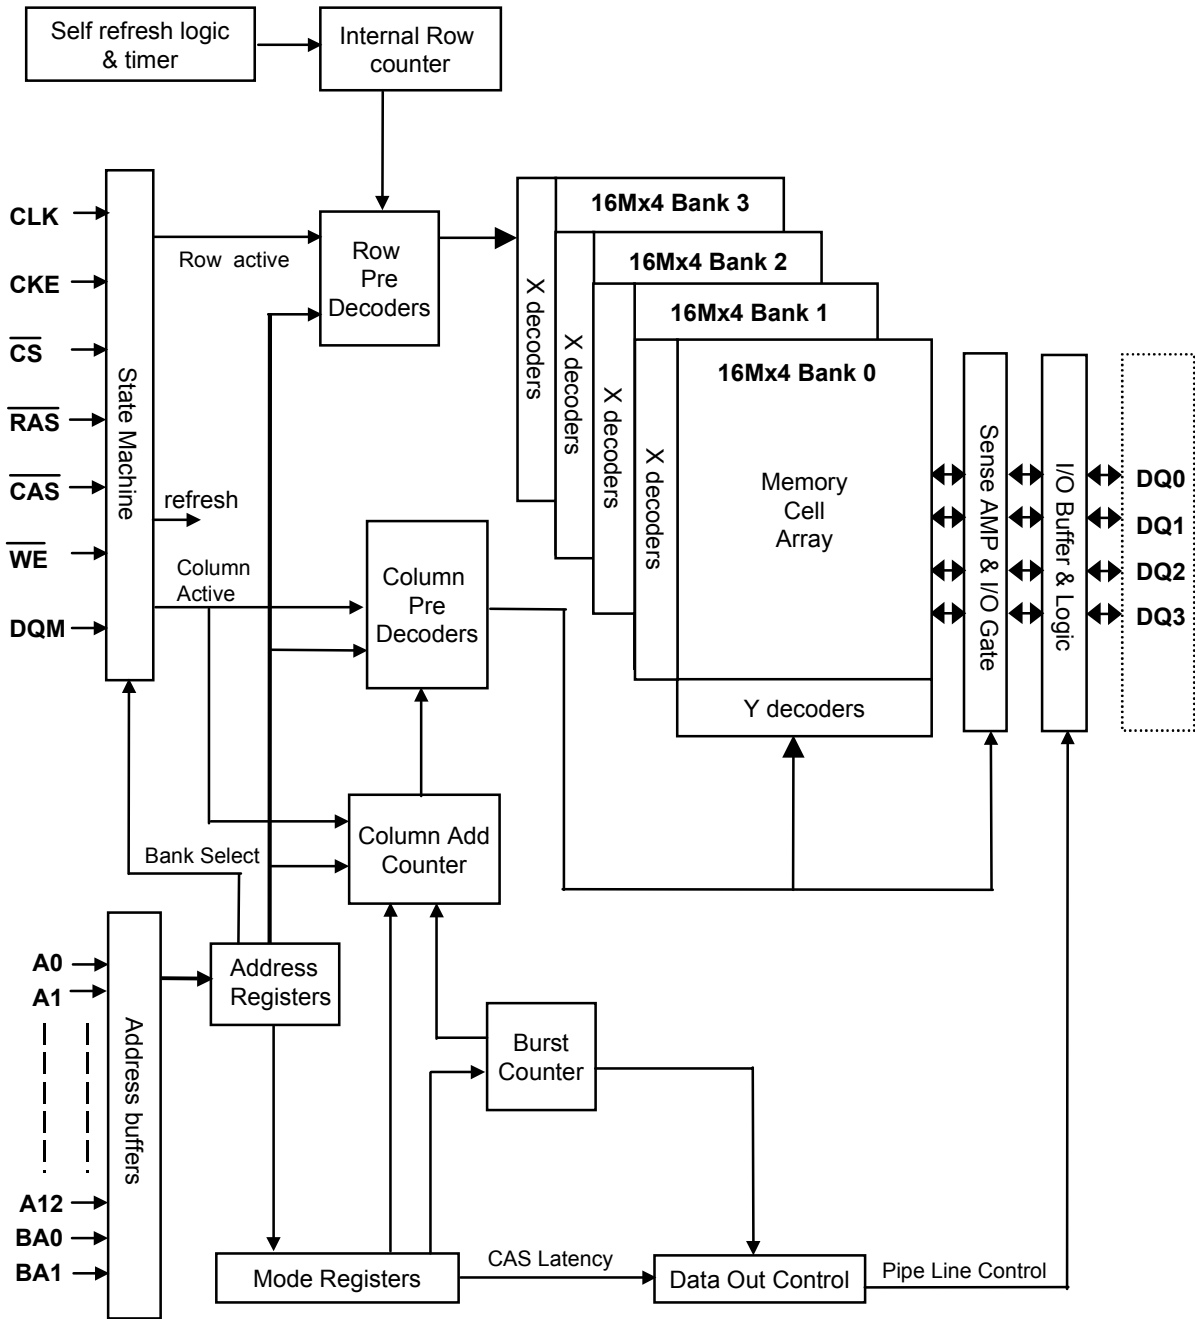 Self refresh logic
& timer
Internal Row
counter
CLK
CKE
CS
RAS
CAS
WE
DQM
State Machine
Row active
refresh
Column
Active
Bank Select
Row
Pre
Decoders
Column
Pre
Decoders
Column Add
Counter
16Mx4 Bank 3
16Mx4 Bank 2
16Mx4 Bank 1
16Mx4 Bank 0
X decoders
X decoders
X decoders
X decoders
Memory
Cell
Array
Y decoders
Sense AMP & I/O Gate
I/O Buffer & Logic
DQ0
DQ1
DQ2
DQ3
A0
A1
A12
BA0
BA1
Address buffers
Address
Registers
Burst
Counter
Mode Registers
CAS Latency
Data Out Control
Pipe Line Control